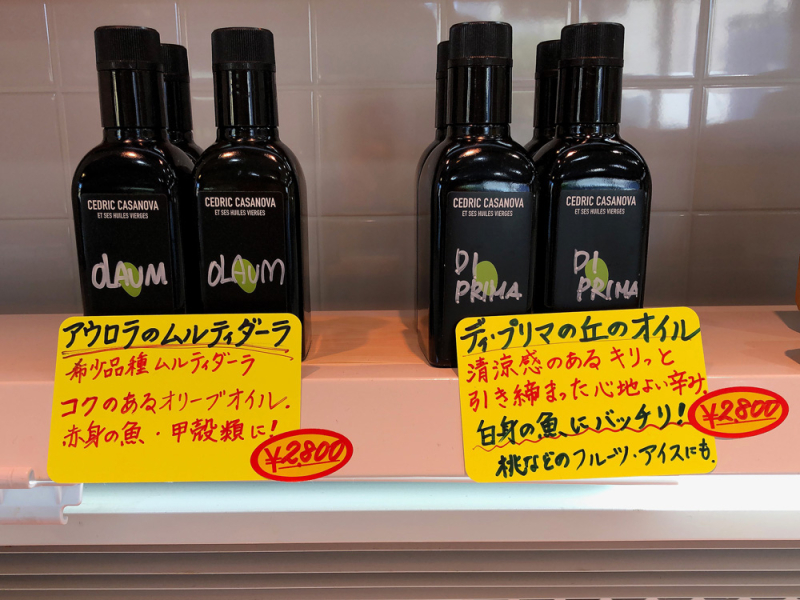 CEDRIC CASANOVA
ET SES HUILES VIERGES
OLAUM
CEDRIC CASANOVA
ET SES HUILES VIERGES
OLAUM
CEDRIC CASANOVA
ET SES HUILES VIERGES
DI
PRIMA
CEDRIC CASANOVA
ET SES HUILES VIERGES
DI
PRIMA
アウロラのムルティダーラ
希少品種ムルティダーラ
コクのあるオリーブオイル.
赤身の魚・甲殻類に!
¥2,800
ディ・プリマの丘のオイル
清涼感のあるキリっと
引き締まった心地よい辛み
白身の魚にバッチリ!
桃などのフルーツ・アイスにも.
¥2,800